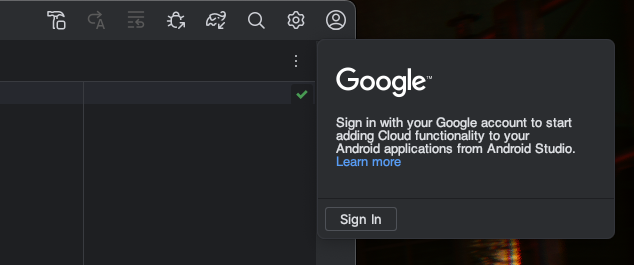 Google™
Sign in with your Google account to start
adding Cloud functionality to your
Android applications from Android Studio.
Learn more
Sign In